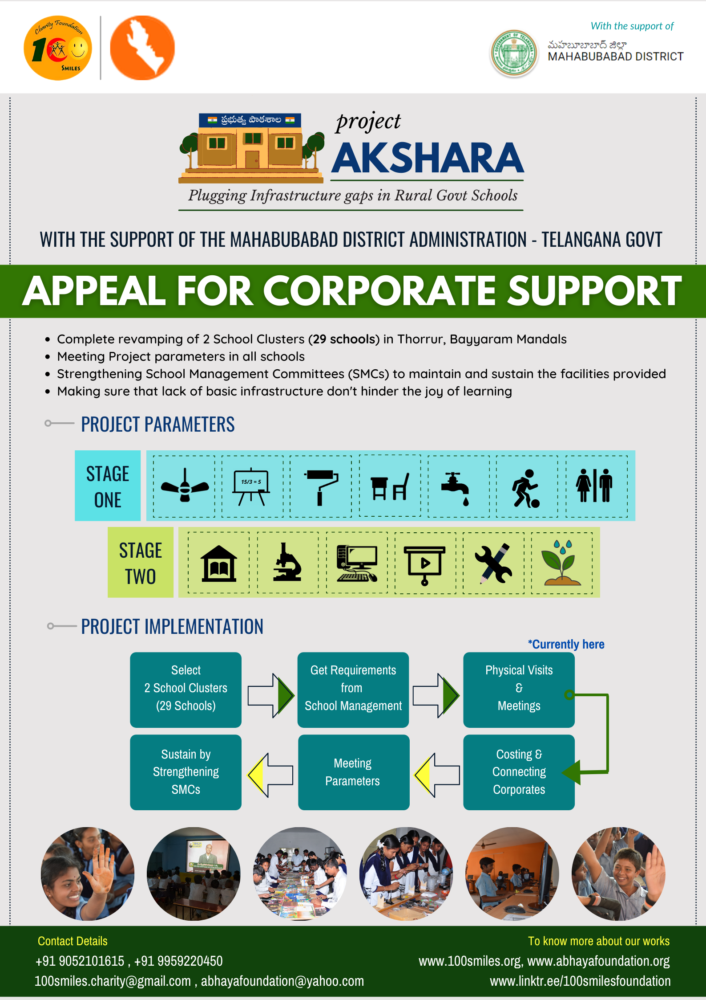 Charity Foundation
100
SMILES
With the support of
GOVERNMENT OF TELANGANA
మహబూబాబాద్ జిల్లా
MAHABUBABAD DISTRICT
ప్రభుత్వ పాఠశాల
project
AKSHARA
Plugging Infrastructure gaps in Rural Govt Schools
WITH THE SUPPORT OF THE MAHABUBABAD DISTRICT ADMINISTRATION - TELANGANA GOVT
APPEAL FOR CORPORATE SUPPORT
• Complete revamping of 2 School Clusters (29 schools) in Thorrur, Bayyaram Mandals
• Meeting Project parameters in all schools
• Strengthening School Management Committees (SMCs) to maintain and sustain the facilities provided
• Making sure that lack of basic infrastructure don't hinder the joy of learning
PROJECT PARAMETERS
STAGE
ONE
15/3 = 5
STAGE
TWO
PROJECT IMPLEMENTATION
*Currently here
Select
2 School Clusters
(29 Schools)
Get Requirements
from
School Management
Physical Visits
&
Meetings
Sustain by
Strengthening
SMCs
Meeting
Parameters
Costing &
Connecting
Corporates
Contact Details
+91 9052101615 , +91 9959220450
100smiles.charity@gmail.com , abhayafoundation@yahoo.com
To know more about our works
www.100smiles.org, www.abhayafoundation.org
www.linktr.ee/100smilesfoundation